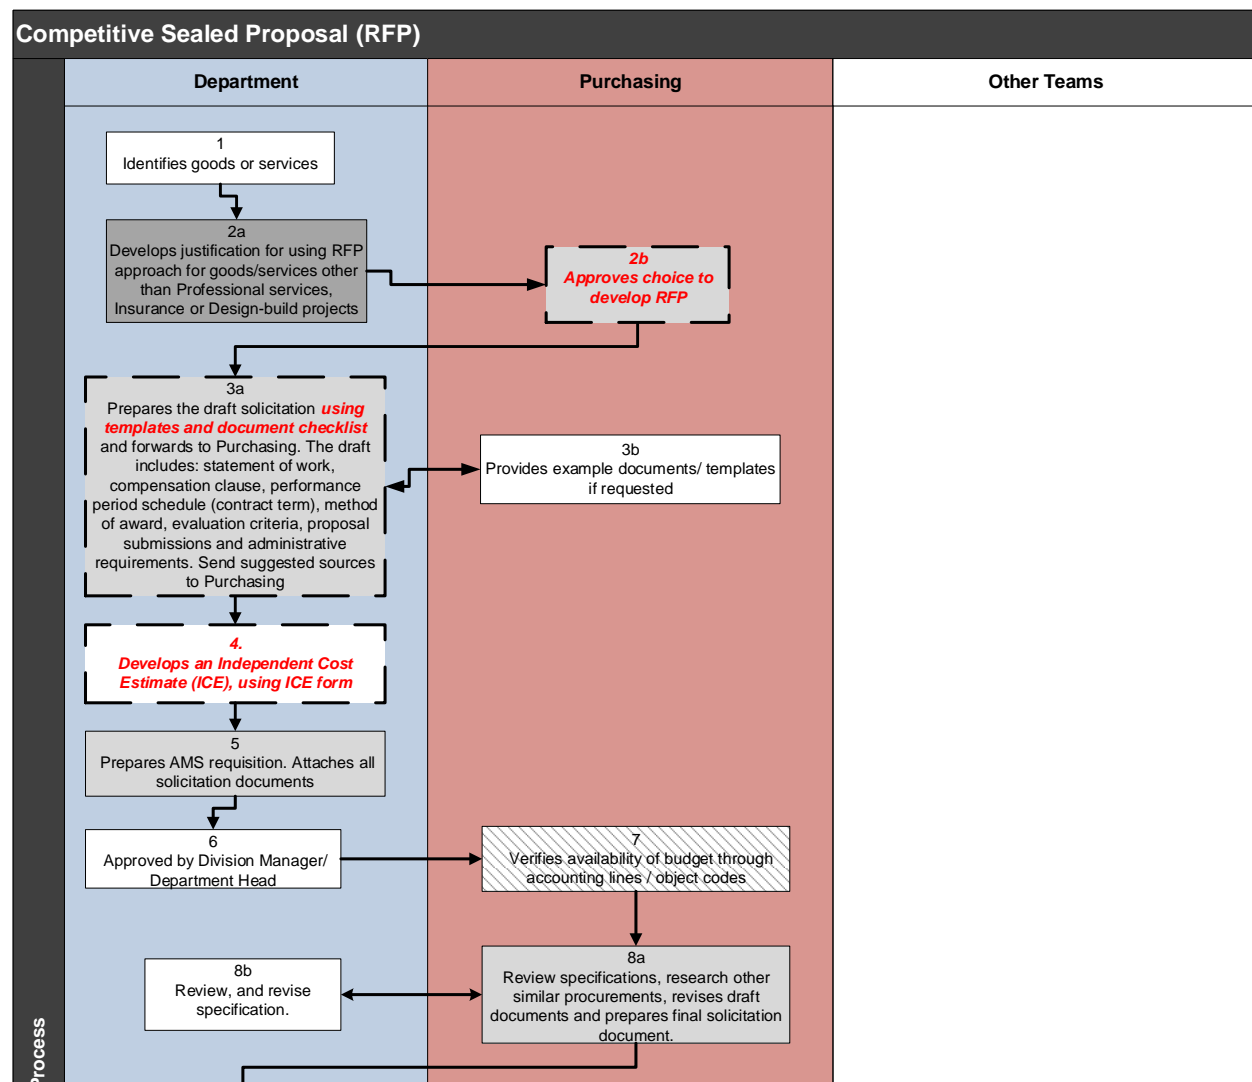 Competitive Sealed Proposal (RFP)
Department
Purchasing
Other Teams
1
Identifies goods or services
2a
Develops justification for using RFP
approach for goods/services other
than Professional services,
Insurance or Design-build projects
2b
Approves choice to
develop RFP
3a
Prepares the draft solicitation using
templates and document checklist
and forwards to Purchasing. The draft
includes: statement of work,
compensation clause, performance
period schedule (contract term), method
of award, evaluation criteria, proposal
submissions and administrative
requirements. Send suggested sources
to Purchasing
3b
Provides example documents/ templates
if requested
4.
Develops an Independent Cost
Estimate (ICE), using ICE form
5
Prepares AMS requisition. Attaches all
solicitation documents
6
Approved by Division Manager/
Department Head
7
Verifies availability of budget through
accounting lines / object codes
8b
Review, and revise
specification.
8a
Review specifications, research other
similar procurements, revises draft
documents and prepares final solicitation
document.
Process